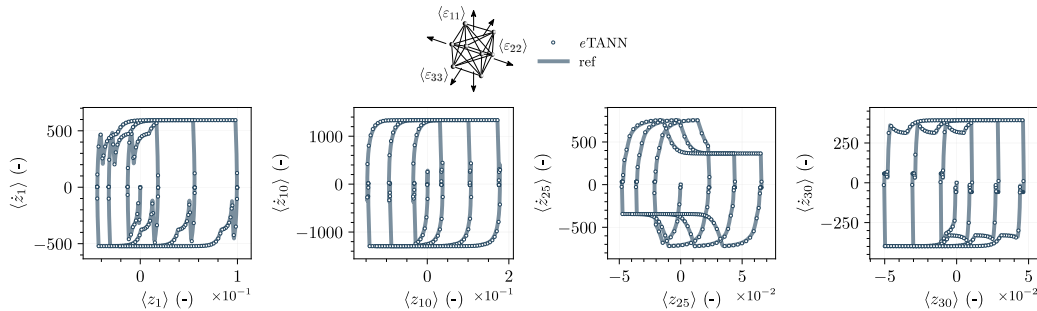 ⟨ε₁₁⟩
⟨ε₂₂⟩
⟨ε₃₃⟩
eTANN
ref
500
0
−500
⟨ż₁⟩ (-)
0
1
⟨z₁⟩ (-)
×10⁻¹
1000
0
−1000
⟨ż₁₀⟩ (-)
0
2
⟨z₁₀⟩ (-)
×10⁻¹
500
0
−500
⟨ż₂₅⟩ (-)
−5
0
5
⟨z₂₅⟩ (-)
×10⁻²
250
0
−250
⟨ż₃₀⟩ (-)
−5
0
5
⟨z₃₀⟩ (-)
×10⁻²